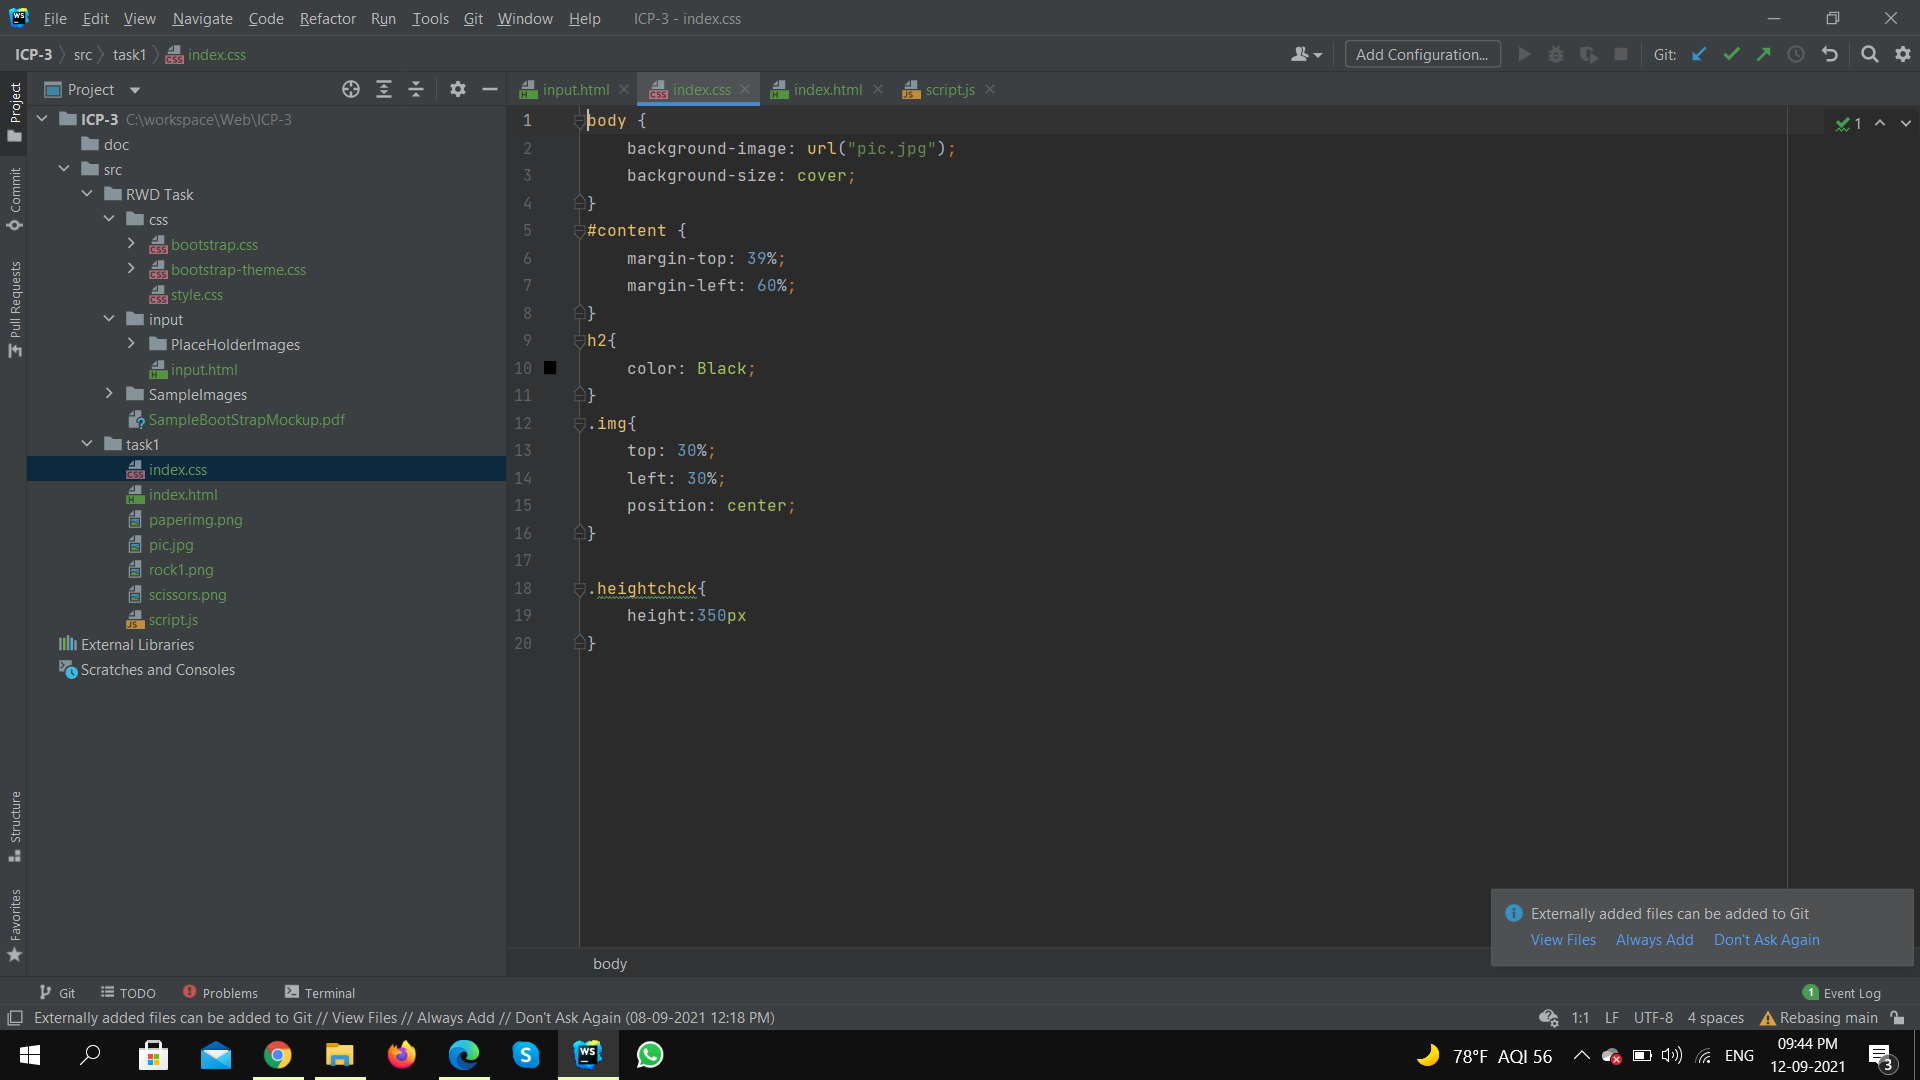 File Edit View Navigate Code Refactor Run Tools Git Window Help ICP-3 - index.css
ICP-3 src task1 index.css Add Configuration... Git:
Project input.html index.css index.html script.js
Project
Commit
Pull Requests
Structure
Favorites
ICP-3 C:\workspace\Web\ICP-3
doc
src
RWD Task
css
bootstrap.css
bootstrap-theme.css
style.css
input
PlaceHolderImages
input.html
SampleImages
SampleBootStrapMockup.pdf
task1
index.css
index.html
paperimg.png
pic.jpg
rock1.png
scissors.png
script.js
External Libraries
Scratches and Consoles
1 body {
2 background-image: url("pic.jpg");
3 background-size: cover;
4 }
5 #content {
6 margin-top: 39%;
7 margin-left: 60%;
8 }
9 h2{
10 color: Black;
11 }
12 .img{
13 top: 30%;
14 left: 30%;
15 position: center;
16 }
17
18 .heightchck{
19 height:350px
20 }
1
body
Externally added files can be added to Git
View Files Always Add Don't Ask Again
Git TODO Problems Terminal 1 Event Log
Externally added files can be added to Git // View Files // Always Add // Don't Ask Again (08-09-2021 12:18 PM) 1:1 LF UTF-8 4 spaces Rebasing main
78°F AQI 56 ENG 09:44 PM
12-09-2021 3